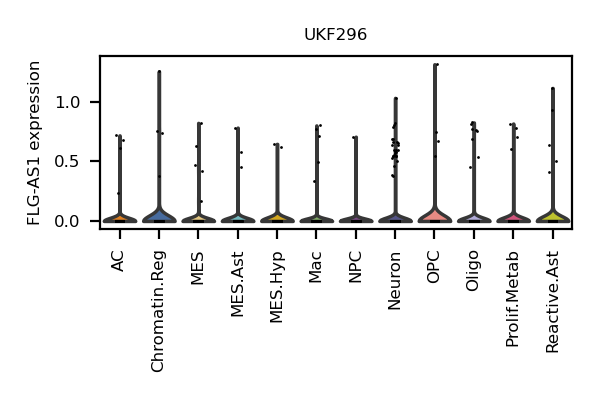 UKF296
FLG-AS1 expression
1.0
0.5
0.0
AC
Chromatin.Reg
MES
MES.Ast
MES.Hyp
Mac
NPC
Neuron
OPC
Oligo
Prolif.Metab
Reactive.Ast